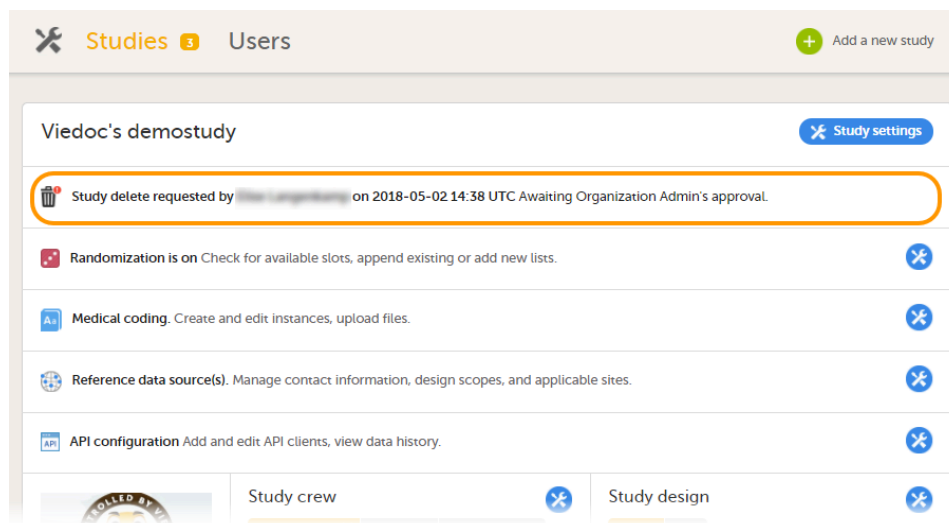 Studies 3 Users
Add a new study
Viedoc's demostudy
Study settings
Study delete requested by on 2018-05-02 14:38 UTC Awaiting Organization Admin's approval.
Randomization is on Check for available slots, append existing or add new lists.
Aa Medical coding. Create and edit instances, upload files.
Reference data source(s). Manage contact information, design scopes, and applicable sites.
API API configuration Add and edit API clients, view data history.
Study crew
Study design